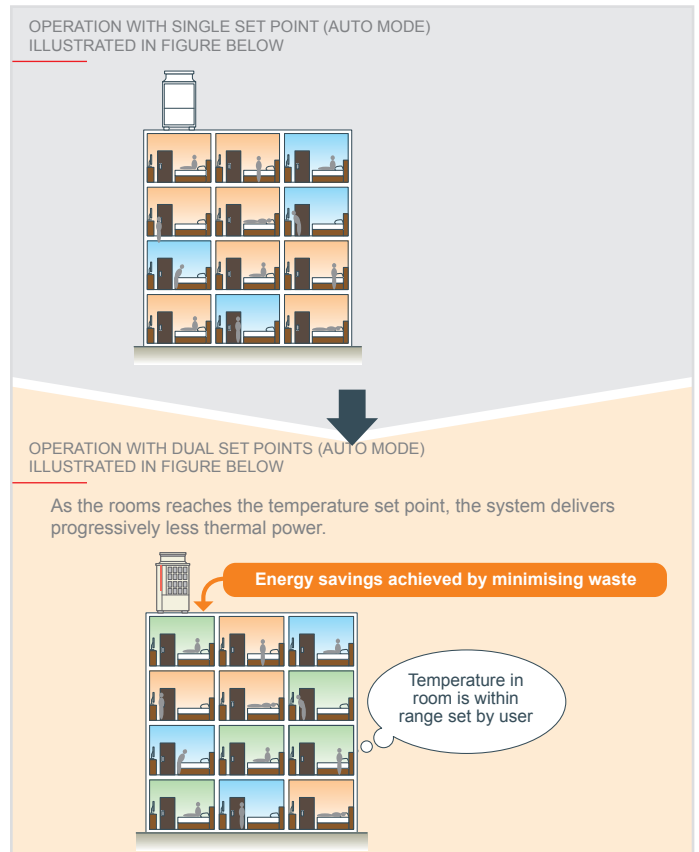 OPERATION WITH SINGLE SET POINT (AUTO MODE)
ILLUSTRATED IN FIGURE BELOW
OPERATION WITH DUAL SET POINTS (AUTO MODE)
ILLUSTRATED IN FIGURE BELOW
As the rooms reaches the temperature set point, the system delivers
progressively less thermal power.
Energy savings achieved by minimising waste
Temperature in
room is within
range set by user